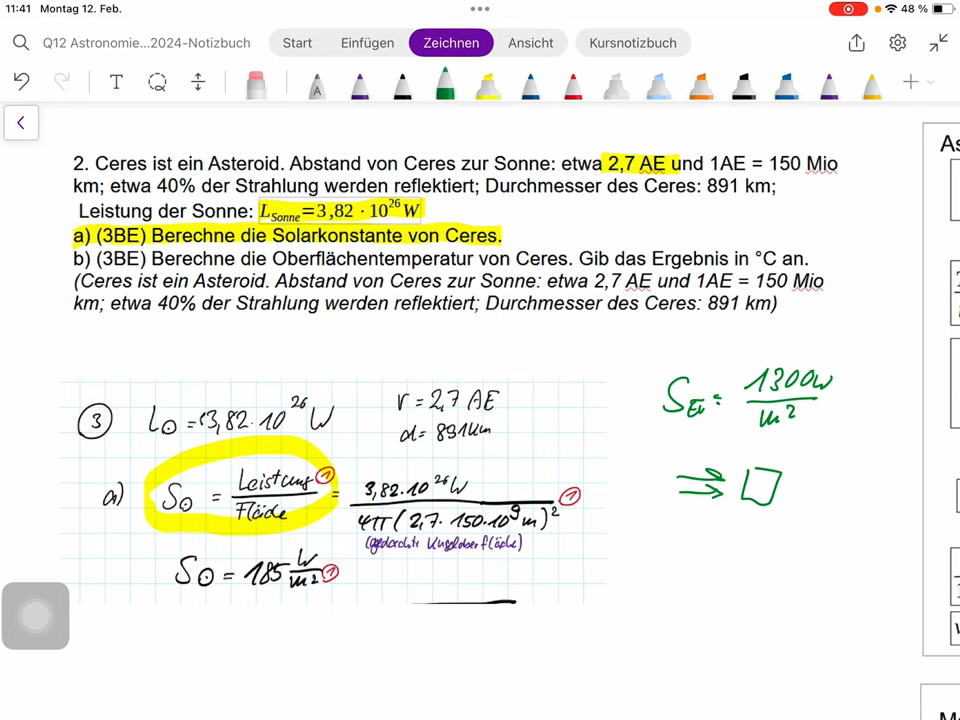 11:41 Montag 12. Feb.
48 %
Q12 Astronomie...2024-Notizbuch
Start
Einfügen
Zeichnen
Ansicht
Kursnotizbuch
T
A
2. Ceres ist ein Asteroid. Abstand von Ceres zur Sonne: etwa 2,7 AE und 1AE = 150 Mio
km; etwa 40% der Strahlung werden reflektiert; Durchmesser des Ceres: 891 km;
Leistung der Sonne: L_Sonne = 3,82 · 10^26 W
a) (3BE) Berechne die Solarkonstante von Ceres.
b) (3BE) Berechne die Oberflächentemperatur von Ceres. Gib das Ergebnis in °C an.
(Ceres ist ein Asteroid. Abstand von Ceres zur Sonne: etwa 2,7 AE und 1AE = 150 Mio
km; etwa 40% der Strahlung werden reflektiert; Durchmesser des Ceres: 891 km)
③ L⊙ = 3,82 · 10^26 W
r = 2,7 AE
d = 891 km
a) S⊙ = Leistung ① / Fläche = 3,82 · 10^26 W / 4π (2,7 · 150 · 10^9 m)^2 ①
(gedachte Kugeloberfläche)
S⊙ = 185 W/m² ①
S_Er = 1300 W / m²
As